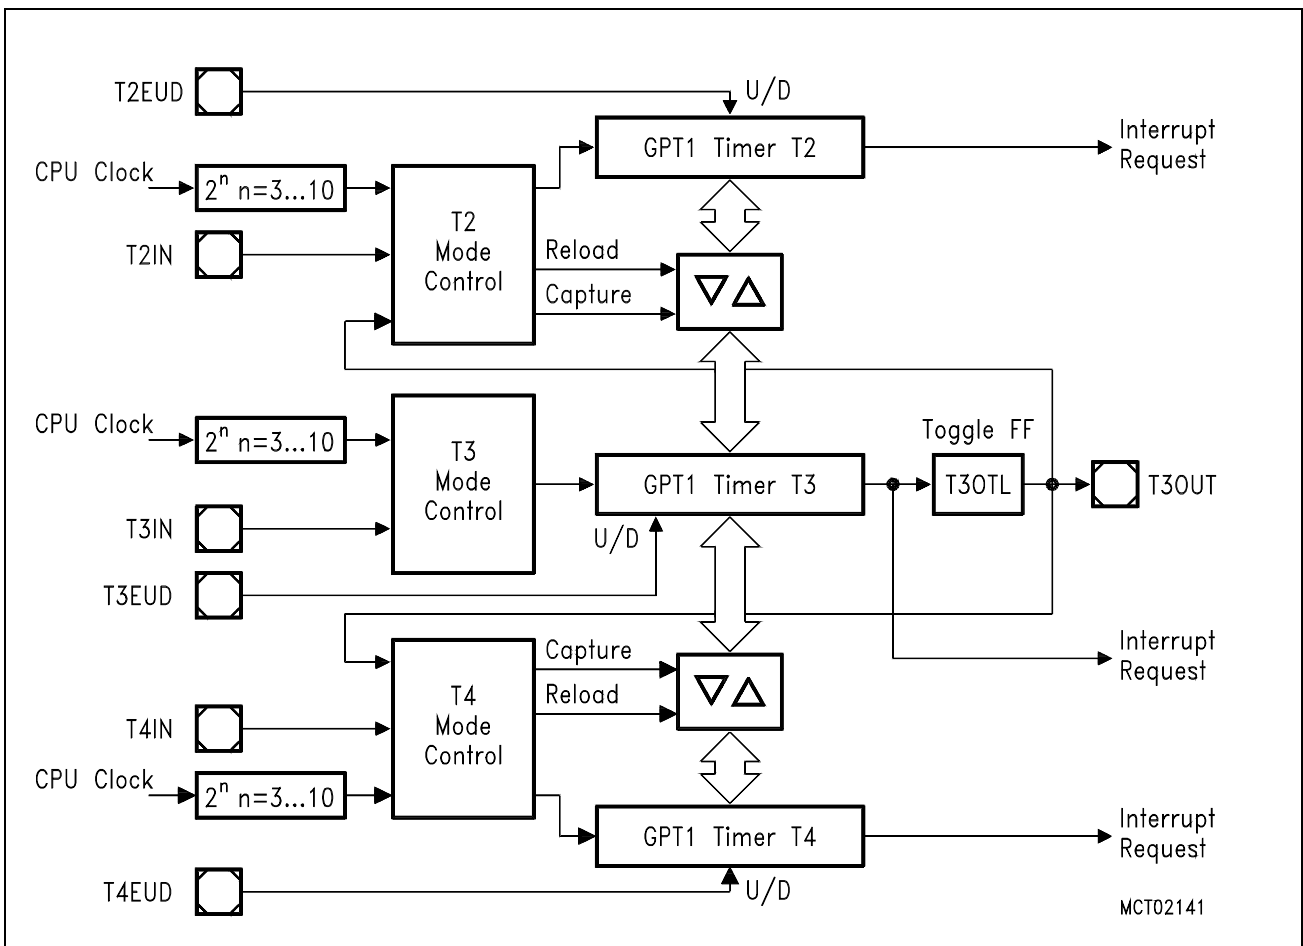 T2EUD
U/D
GPT1 Timer T2
Interrupt
Request
CPU Clock
2ⁿ n=3...10
T2
Mode
Control
T2IN
Reload
Capture
CPU Clock
2ⁿ n=3...10
T3
Mode
Control
GPT1 Timer T3
Toggle FF
T3OTL
T3OUT
T3IN
U/D
T3EUD
Interrupt
Request
Capture
Reload
T4
Mode
Control
T4IN
CPU Clock
2ⁿ n=3...10
GPT1 Timer T4
Interrupt
Request
T4EUD
U/D
MCT02141